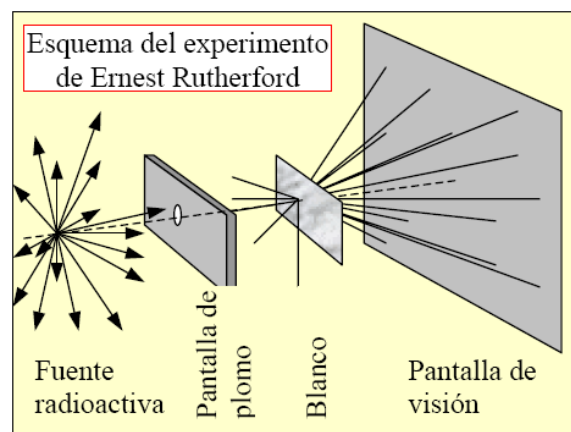 Esquema del experimento
de Ernest Rutherford
Fuente
radioactiva
Pantalla de
plomo
Blanco
Pantalla de
visión